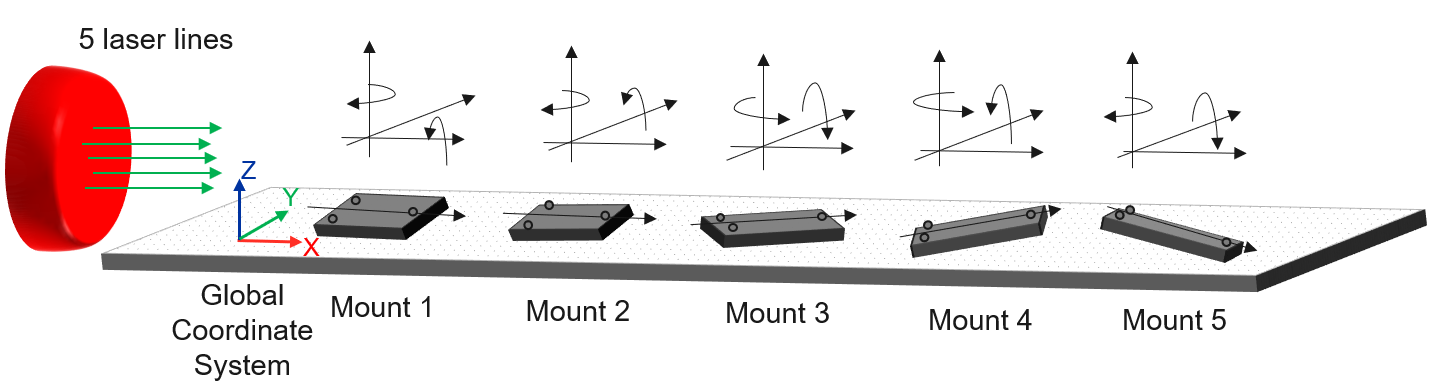 5 laser lines
Z
Y
X
Global
Coordinate
System
Mount 1
Mount 2
Mount 3
Mount 4
Mount 5